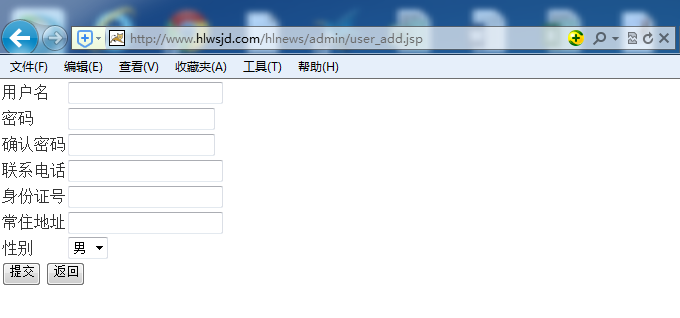 http://www.hlwsjd.com/hlnews/admin/user_add.jsp
文件(F) 编辑(E) 查看(V) 收藏夹(A) 工具(T) 帮助(H)
用户名
密码
确认密码
联系电话
身份证号
常住地址
性别 男
提交 返回